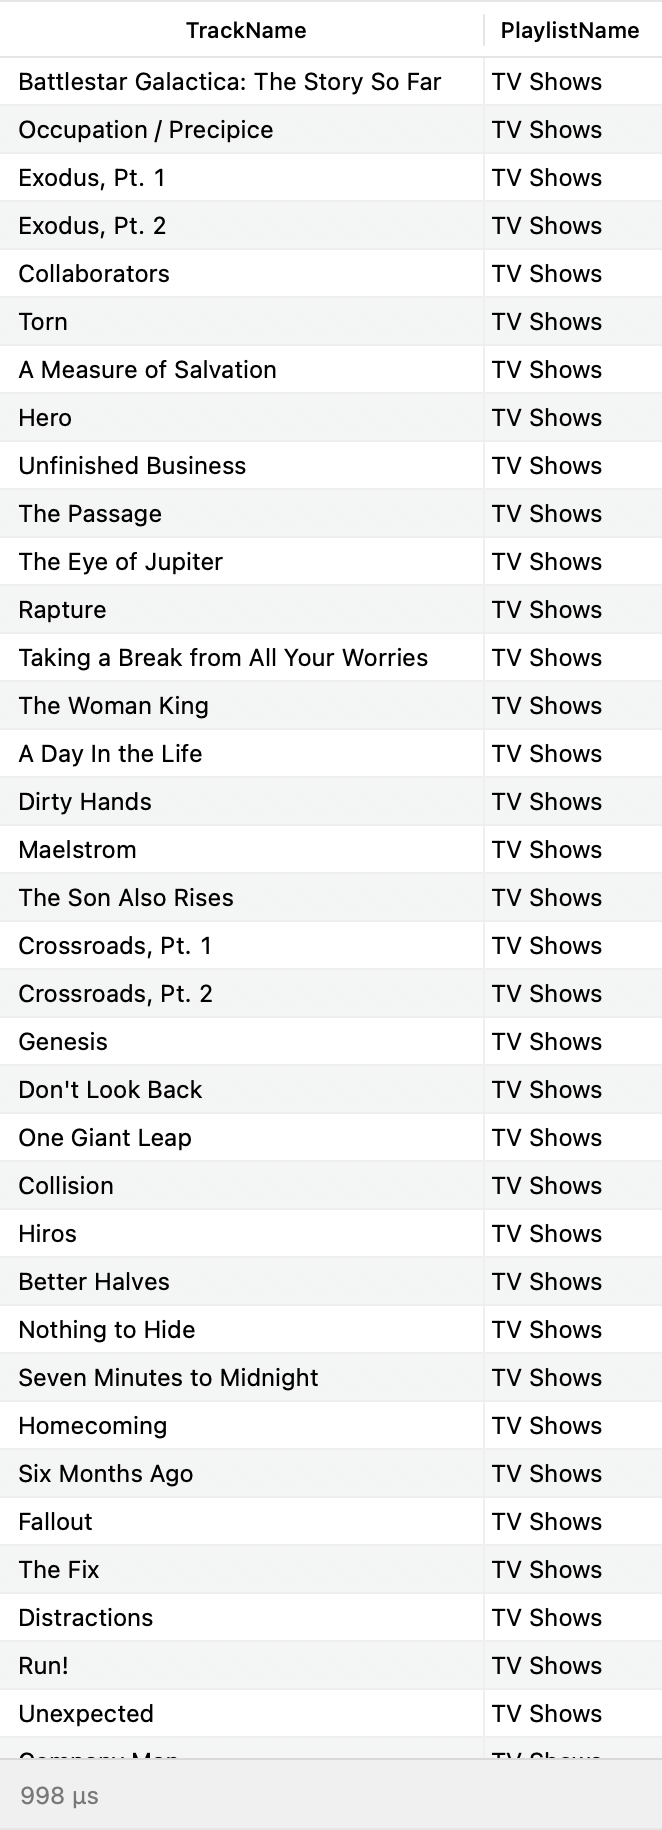 TrackName PlaylistName
Battlestar Galactica: The Story So Far TV Shows
Occupation / Precipice TV Shows
Exodus, Pt. 1 TV Shows
Exodus, Pt. 2 TV Shows
Collaborators TV Shows
Torn TV Shows
A Measure of Salvation TV Shows
Hero TV Shows
Unfinished Business TV Shows
The Passage TV Shows
The Eye of Jupiter TV Shows
Rapture TV Shows
Taking a Break from All Your Worries TV Shows
The Woman King TV Shows
A Day In the Life TV Shows
Dirty Hands TV Shows
Maelstrom TV Shows
The Son Also Rises TV Shows
Crossroads, Pt. 1 TV Shows
Crossroads, Pt. 2 TV Shows
Genesis TV Shows
Don't Look Back TV Shows
One Giant Leap TV Shows
Collision TV Shows
Hiros TV Shows
Better Halves TV Shows
Nothing to Hide TV Shows
Seven Minutes to Midnight TV Shows
Homecoming TV Shows
Six Months Ago TV Shows
Fallout TV Shows
The Fix TV Shows
Distractions TV Shows
Run! TV Shows
Unexpected TV Shows
998 µs